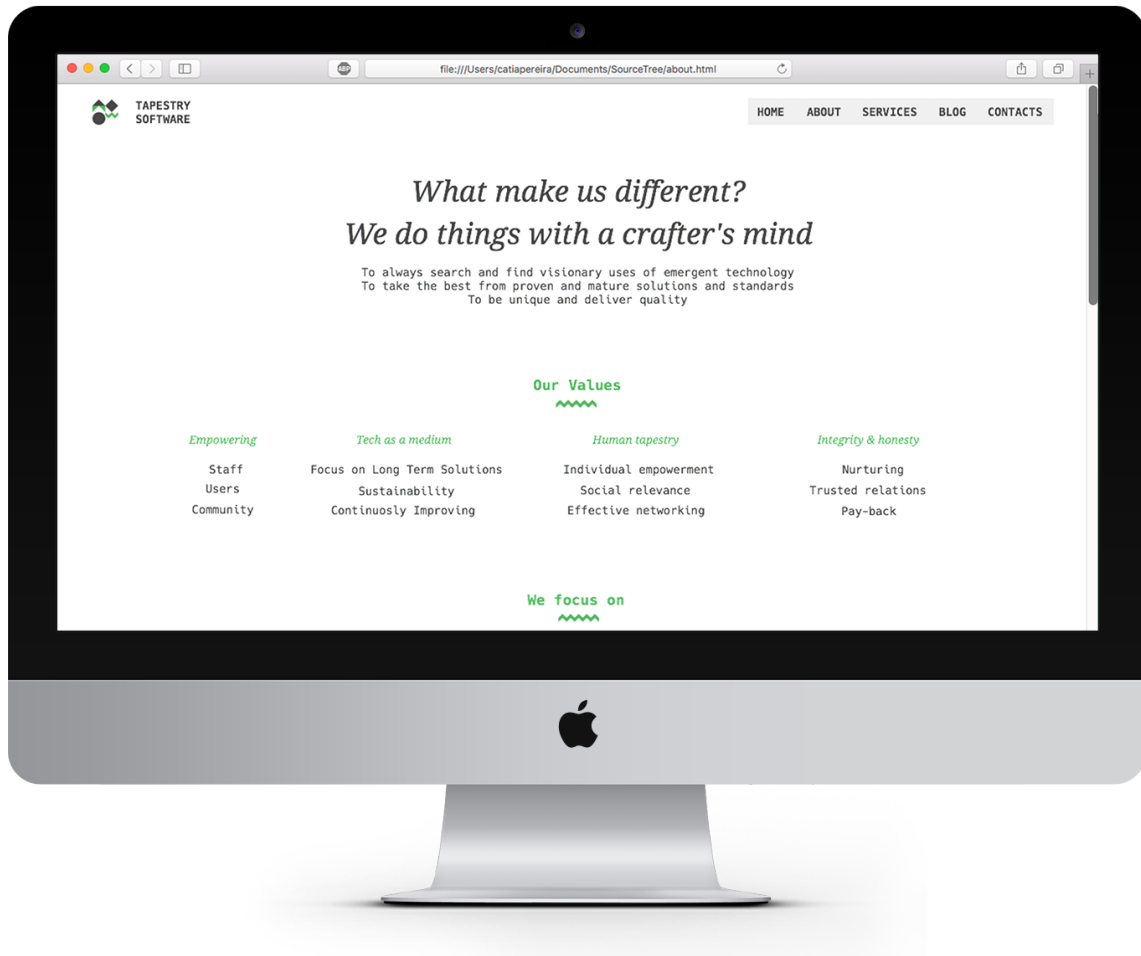 ABP
file:///Users/catiapereira/Documents/SourceTree/about.html
TAPESTRY
SOFTWARE
HOME ABOUT SERVICES BLOG CONTACTS
What make us different?
We do things with a crafter's mind
To always search and find visionary uses of emergent technology
To take the best from proven and mature solutions and standards
To be unique and deliver quality
Our Values
Empowering
Staff
Users
Community
Tech as a medium
Focus on Long Term Solutions
Sustainability
Continuosly Improving
Human tapestry
Individual empowerment
Social relevance
Effective networking
Integrity & honesty
Nurturing
Trusted relations
Pay-back
We focus on